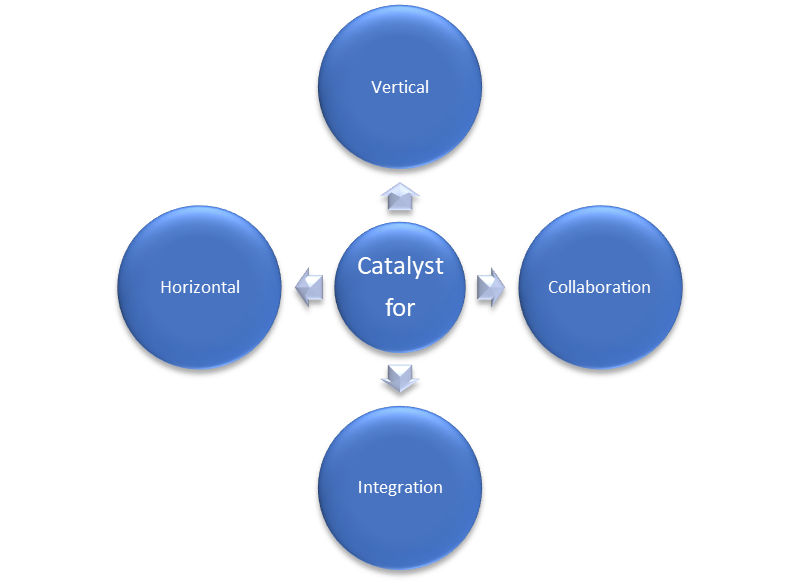 Vertical
Horizontal
Catalyst
for
Collaboration
Integration